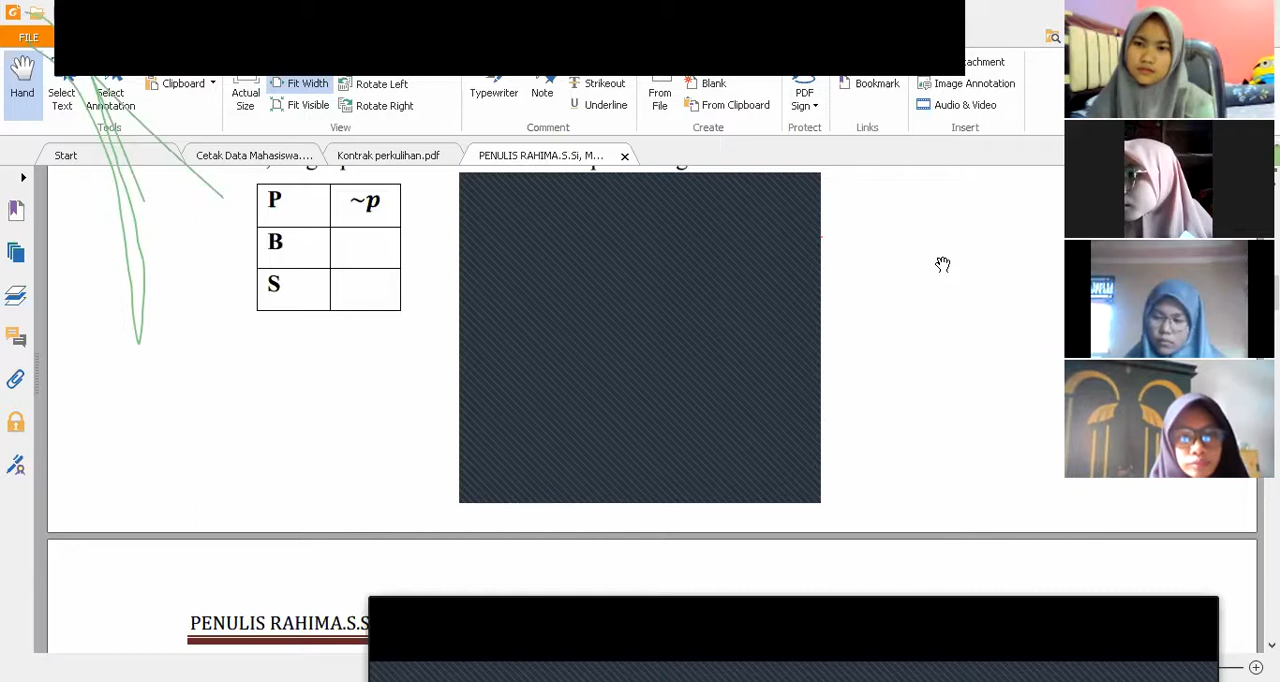 FILE
Clipboard
Fit Width
Rotate Left
Strikeout
Blank
Bookmark
Image Annotation
Hand
Select
Text
Select
Annotation
Actual
Size
Fit Visible
Rotate Right
Typewriter
Note
Underline
From
File
From Clipboard
PDF
Sign
Audio & Video
Tools
View
Comment
Create
Protect
Links
Insert
Start
Cetak Data Mahasiswa....
Kontrak perkulihan.pdf
PENULIS RAHIMA.S.Si, M...
P ~p
B
S
PENULIS RAHIMA.S.S